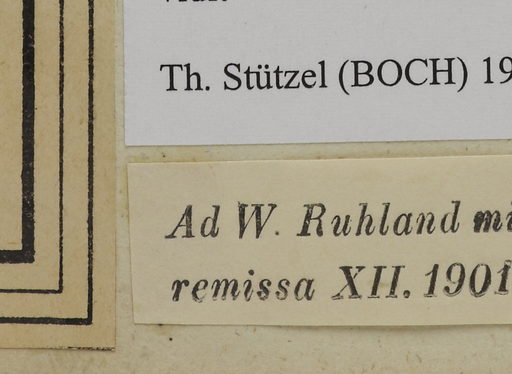 Th. Stützel (BOCH) 19
Ad W. Ruhland mi
remissa XII. 1901